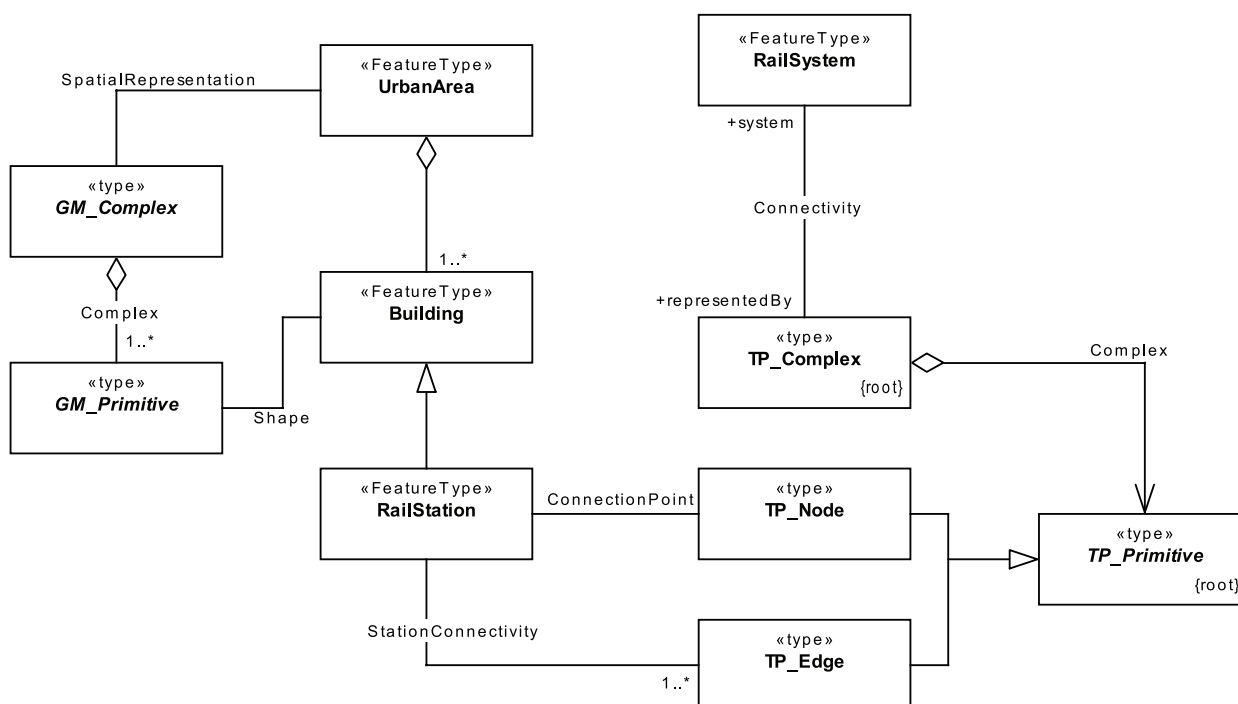 «FeatureType»
RailSystem
«FeatureType»
UrbanArea
SpatialRepresentation
+system
«type»
GM_Complex
Connectivity
1..*
«FeatureType»
Building
+representedBy
Complex
1..*
«type»
TP_Complex
{root}
Complex
«type»
GM_Primitive
Shape
«FeatureType»
RailStation
ConnectionPoint
«type»
TP_Node
«type»
TP_Primitive
{root}
StationConnectivity
1..*
«type»
TP_Edge